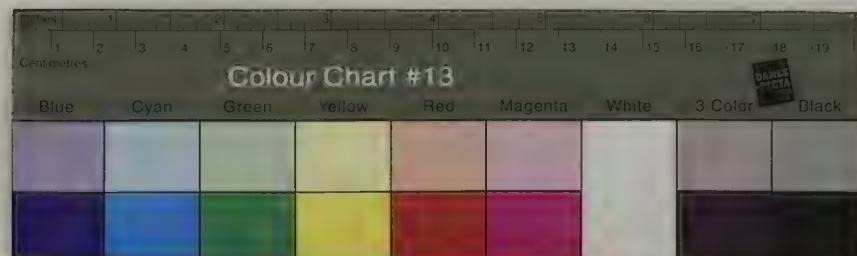 Inches 1 2 3 4 5 6 7
1 2 3 4 5 6 7 8 9 10 11 12 13 14 15 16 17 18 19
Centimetres
Colour Chart #13
DANES
PICTA
Blue Cyan Green Yellow Red Magenta White 3 Color Black